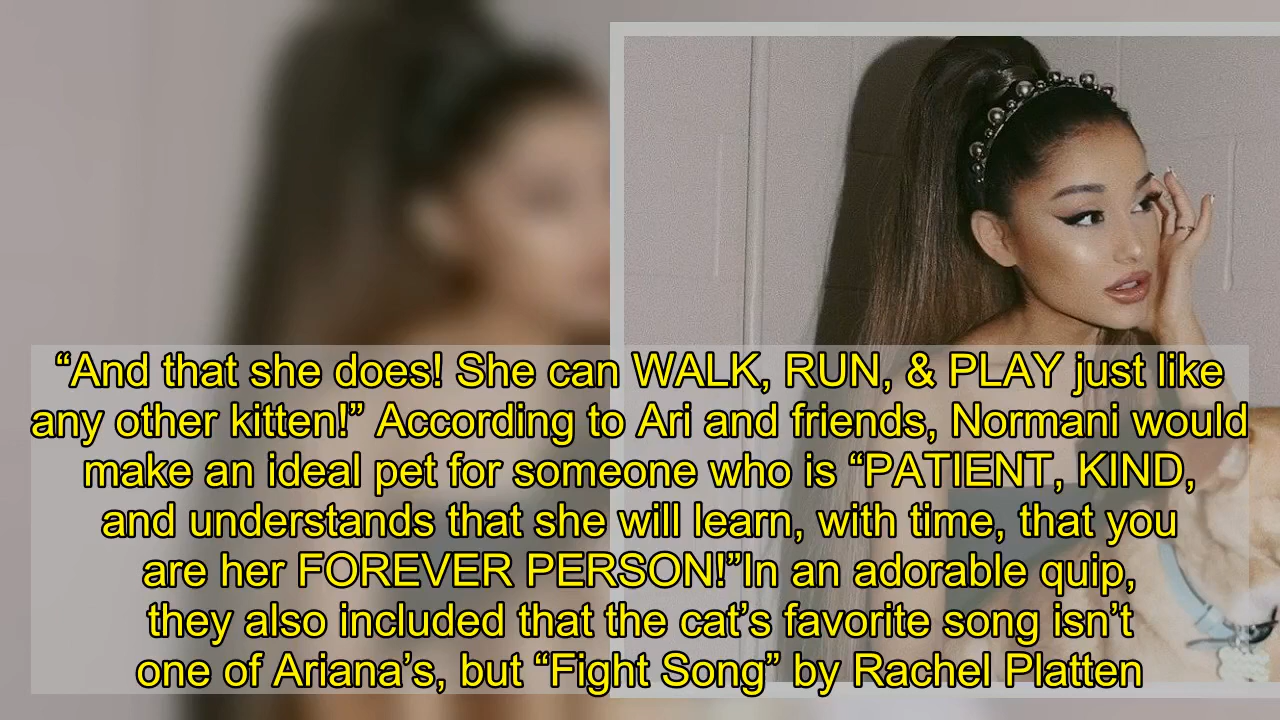 “And that she does! She can WALK, RUN, & PLAY just like
any other kitten!” According to Ari and friends, Normani would
make an ideal pet for someone who is “PATIENT, KIND,
and understands that she will learn, with time, that you
are her FOREVER PERSON!”In an adorable quip,
they also included that the cat’s favorite song isn’t
one of Ariana’s, but “Fight Song” by Rachel Platten